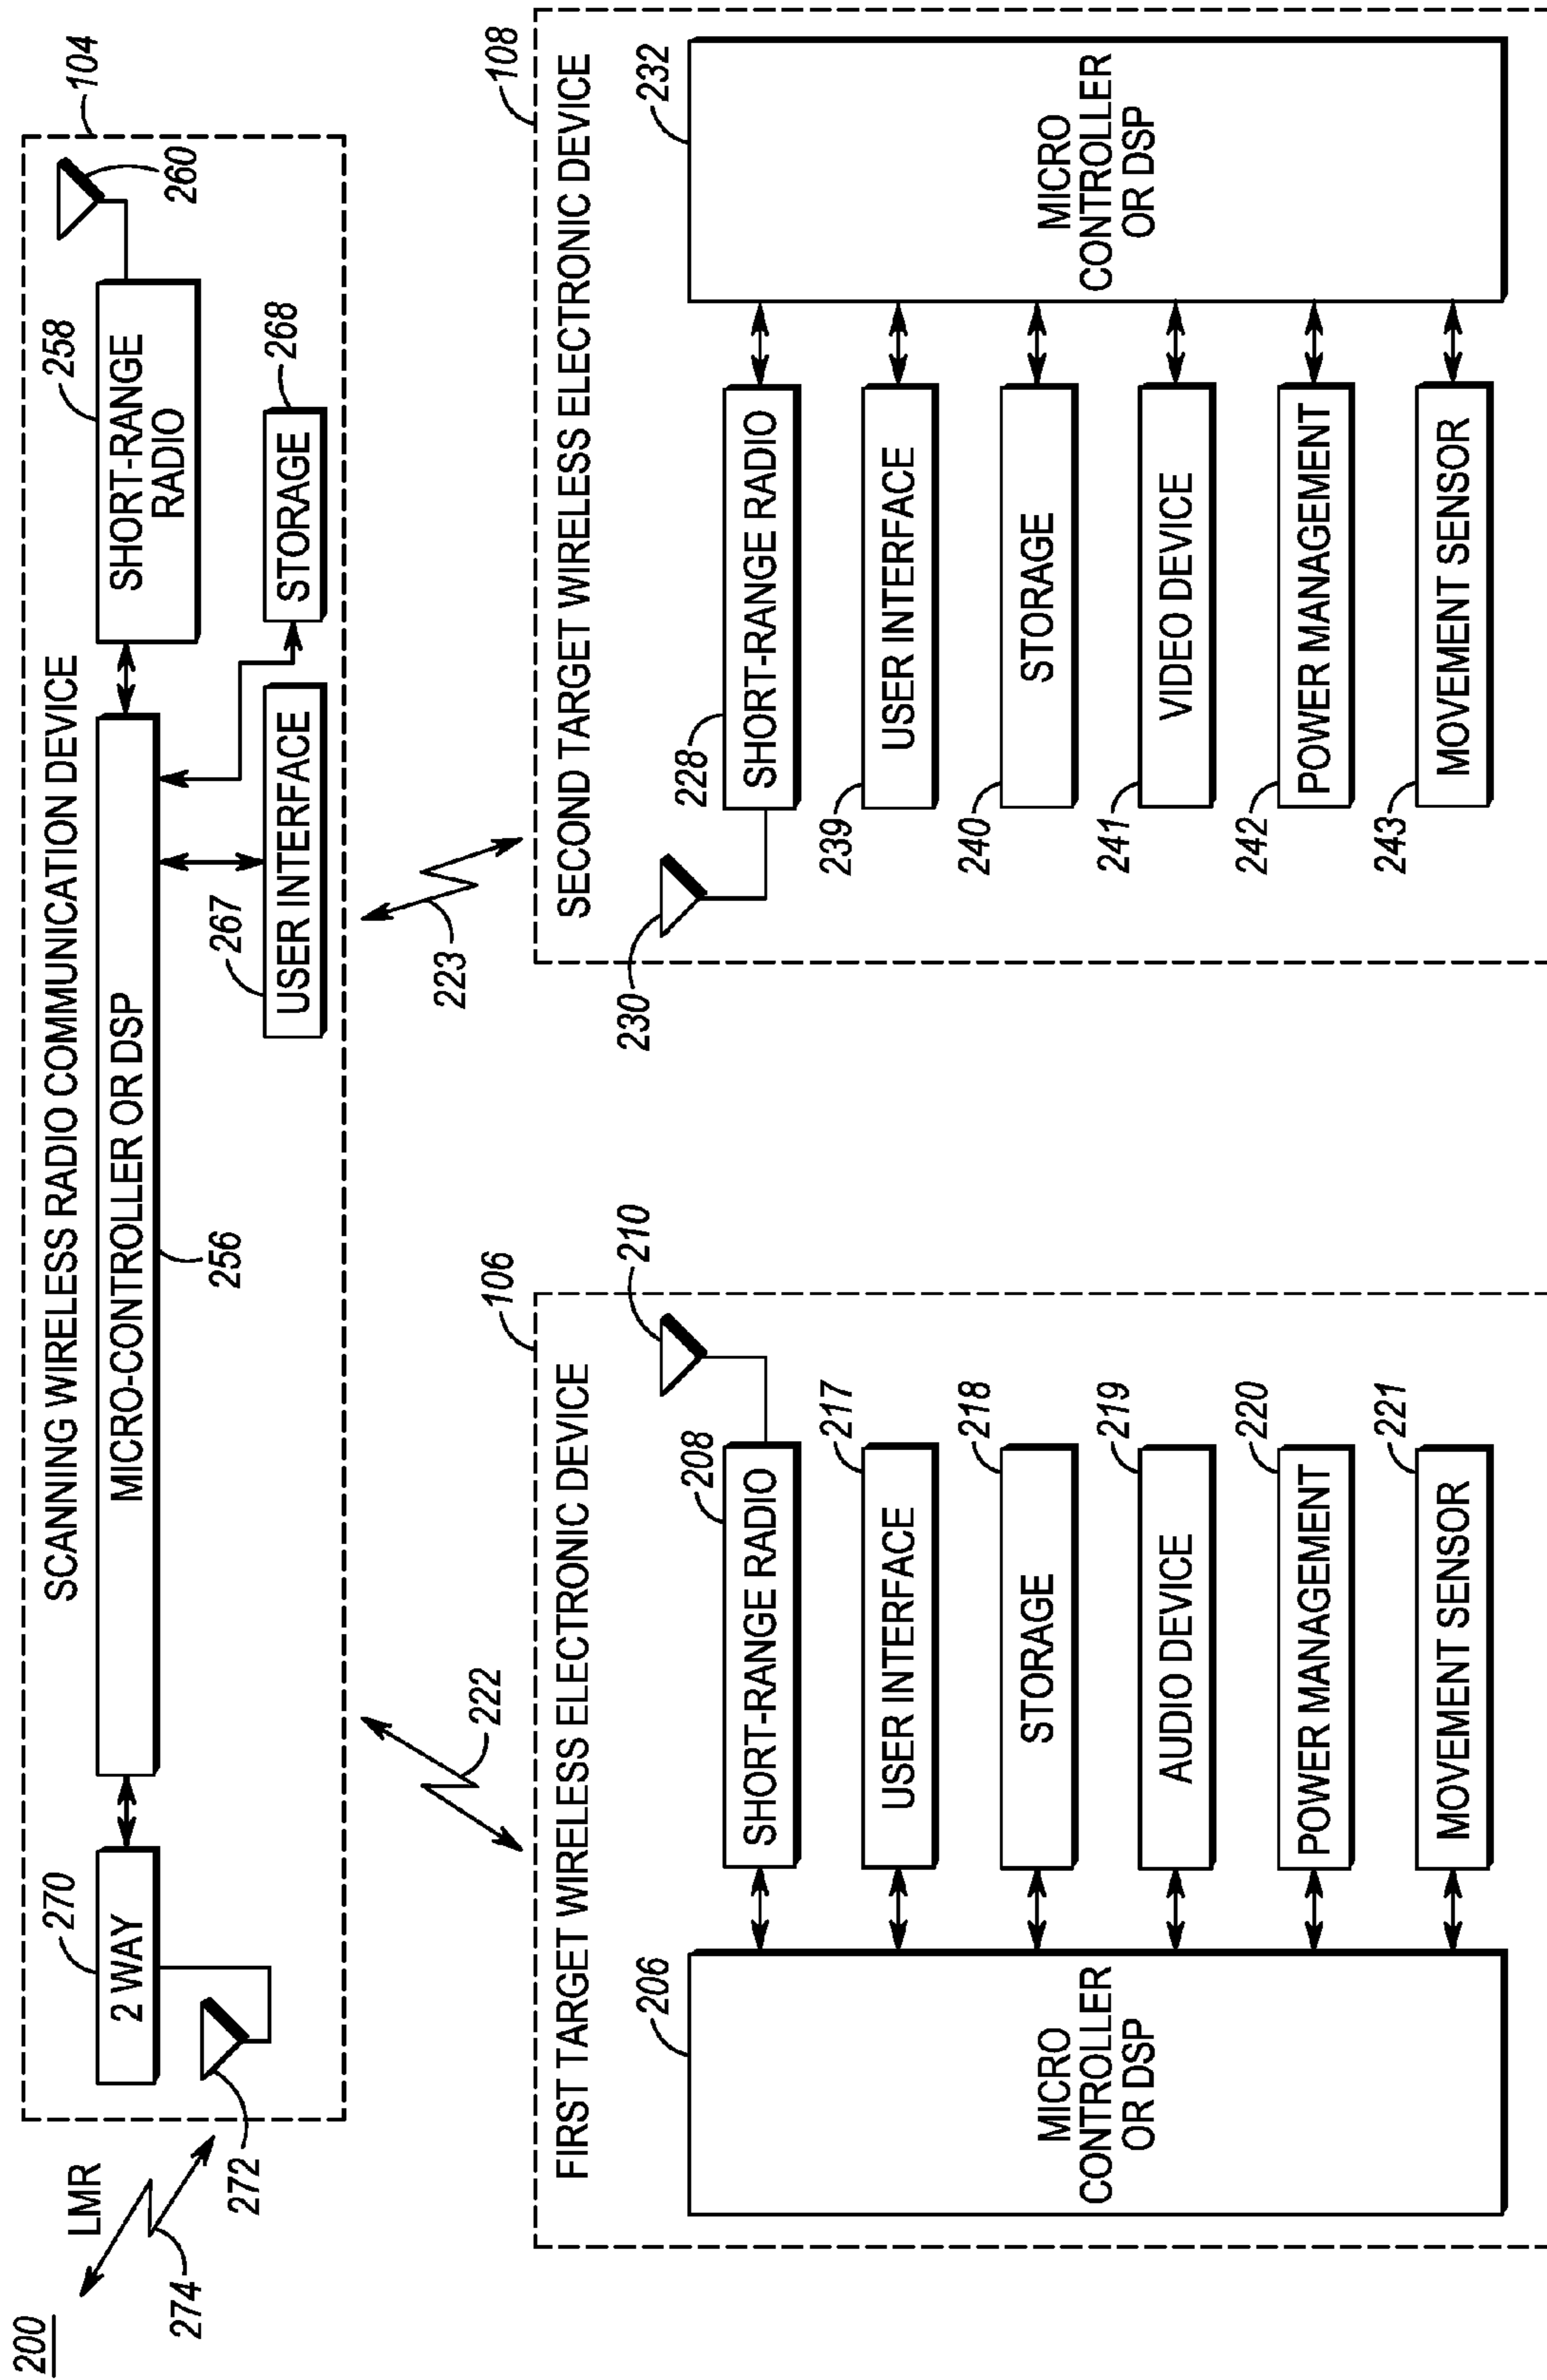 200
LMR
274
SCANNING WIRELESS RADIO COMMUNICATION DEVICE
104
270
2 WAY
272
MICRO-CONTROLLER OR DSP
256
258
SHORT-RANGE
RADIO
260
267
USER INTERFACE
268
STORAGE
222
223
106
FIRST TARGET WIRELESS ELECTRONIC DEVICE
206
MICRO
CONTROLLER
OR DSP
208
210
SHORT-RANGE RADIO
217
USER INTERFACE
218
STORAGE
219
AUDIO DEVICE
220
POWER MANAGEMENT
221
MOVEMENT SENSOR
108
SECOND TARGET WIRELESS ELECTRONIC DEVICE
230
228
SHORT-RANGE RADIO
239
USER INTERFACE
240
STORAGE
241
VIDEO DEVICE
242
POWER MANAGEMENT
243
MOVEMENT SENSOR
232
MICRO
CONTROLLER
OR DSP